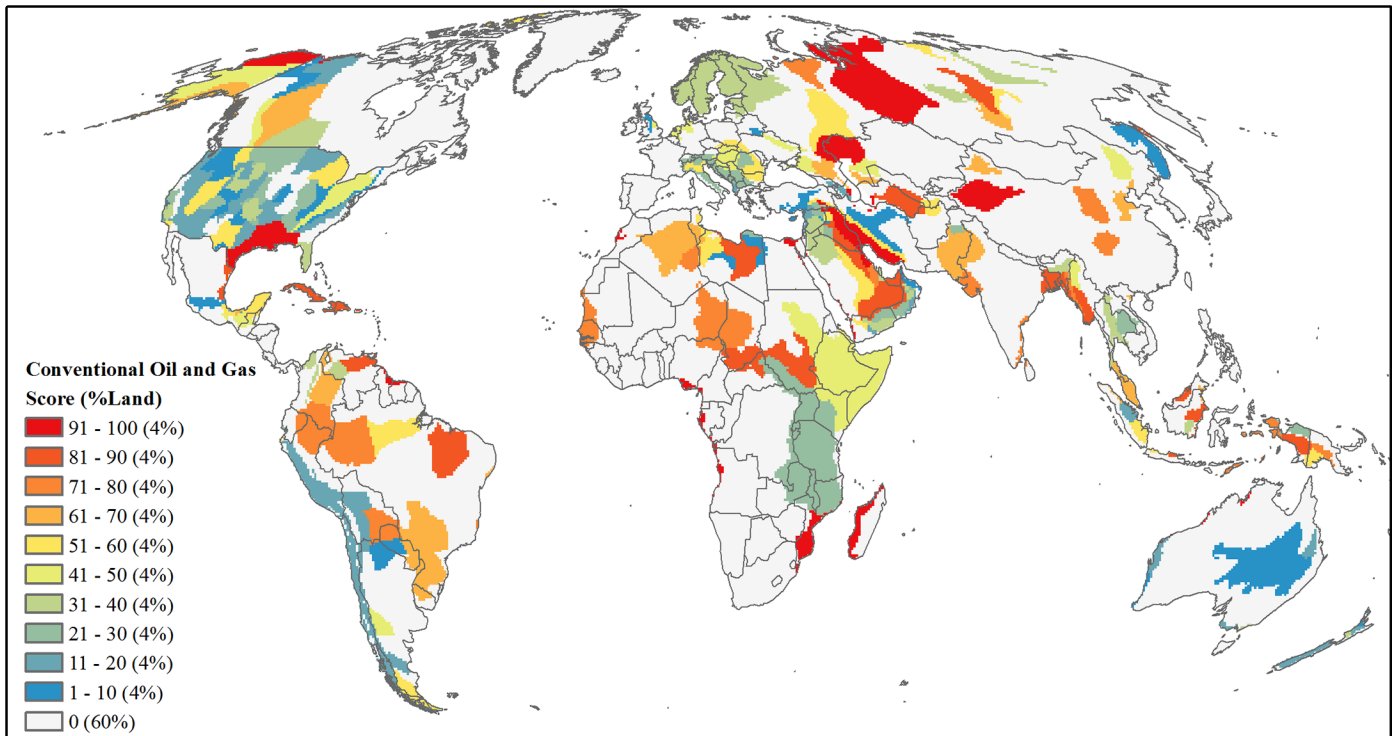 Conventional Oil and Gas
Score (%Land)
91 - 100 (4%)
81 - 90 (4%)
71 - 80 (4%)
61 - 70 (4%)
51 - 60 (4%)
41 - 50 (4%)
31 - 40 (4%)
21 - 30 (4%)
11 - 20 (4%)
1 - 10 (4%)
0 (60%)